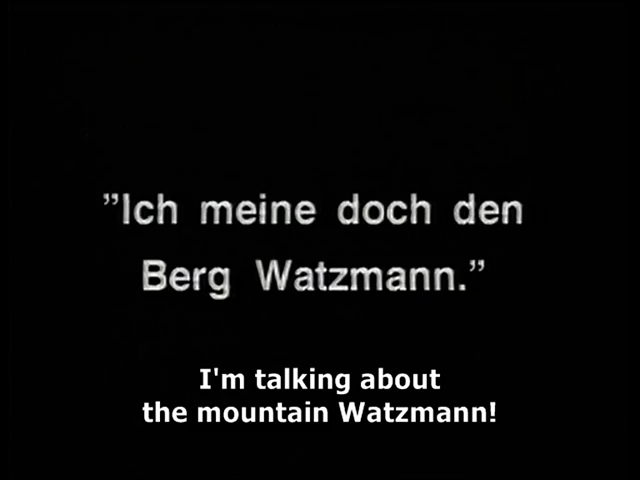 ”Ich meine doch den
Berg Watzmann.”
I'm talking about
the mountain Watzmann!